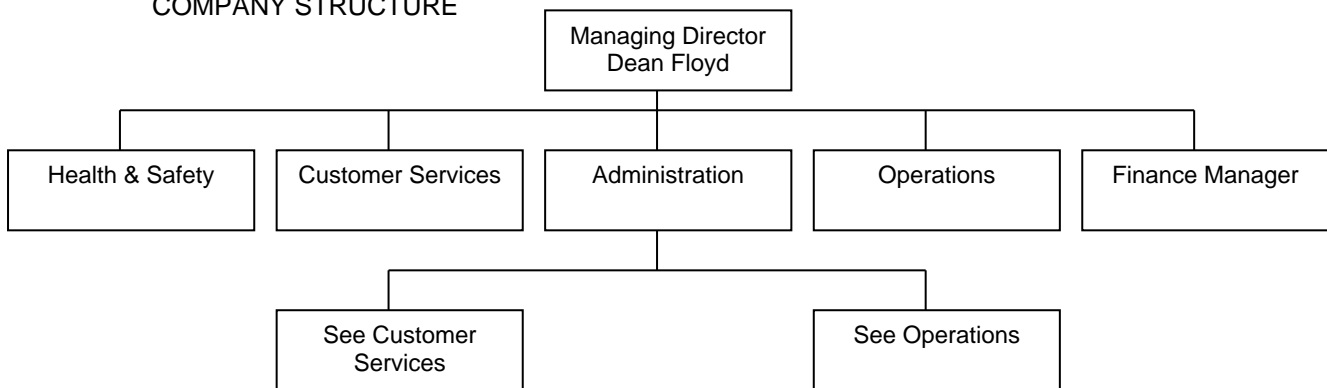 COMPANY STRUCTURE
Managing Director
Dean Floyd
Health & Safety
Customer Services
Administration
Operations
Finance Manager
See Customer
Services
See Operations